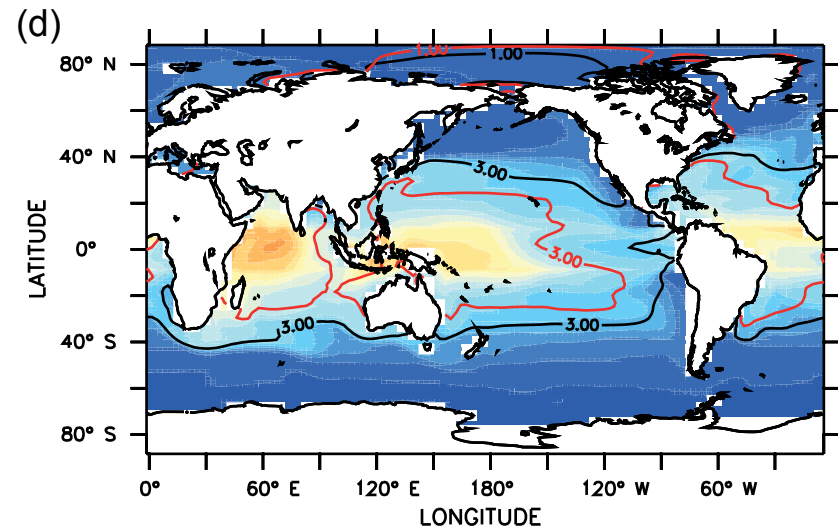 (d)
80° N
40° N
0°
40° S
80° S
LATITUDE
1.00
1.00
3.00
3.00
3.00
3.00
0°
60° E
120° E
180°
120° W
60° W
LONGITUDE